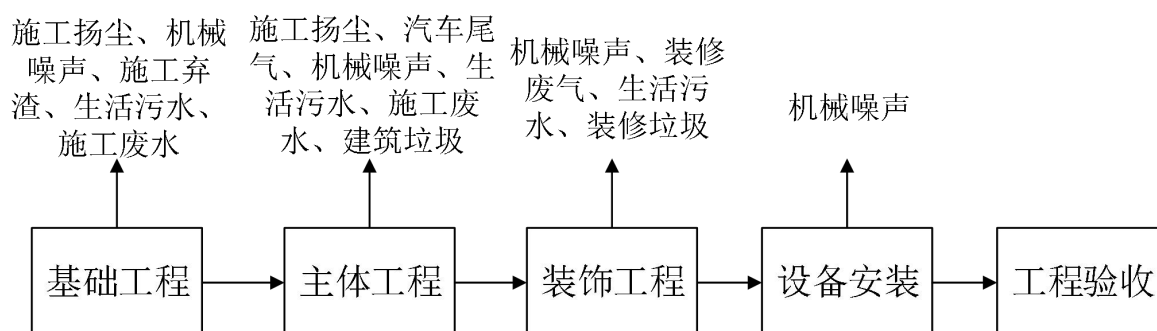 施工扬尘、机械
噪声、施工弃
渣、生活污水、
施工废水
施工扬尘、汽车尾
气、机械噪声、生
活污水、施工废
水、建筑垃圾
机械噪声、装修
废气、生活污
水、装修垃圾
机械噪声
基础工程
主体工程
装饰工程
设备安装
工程验收